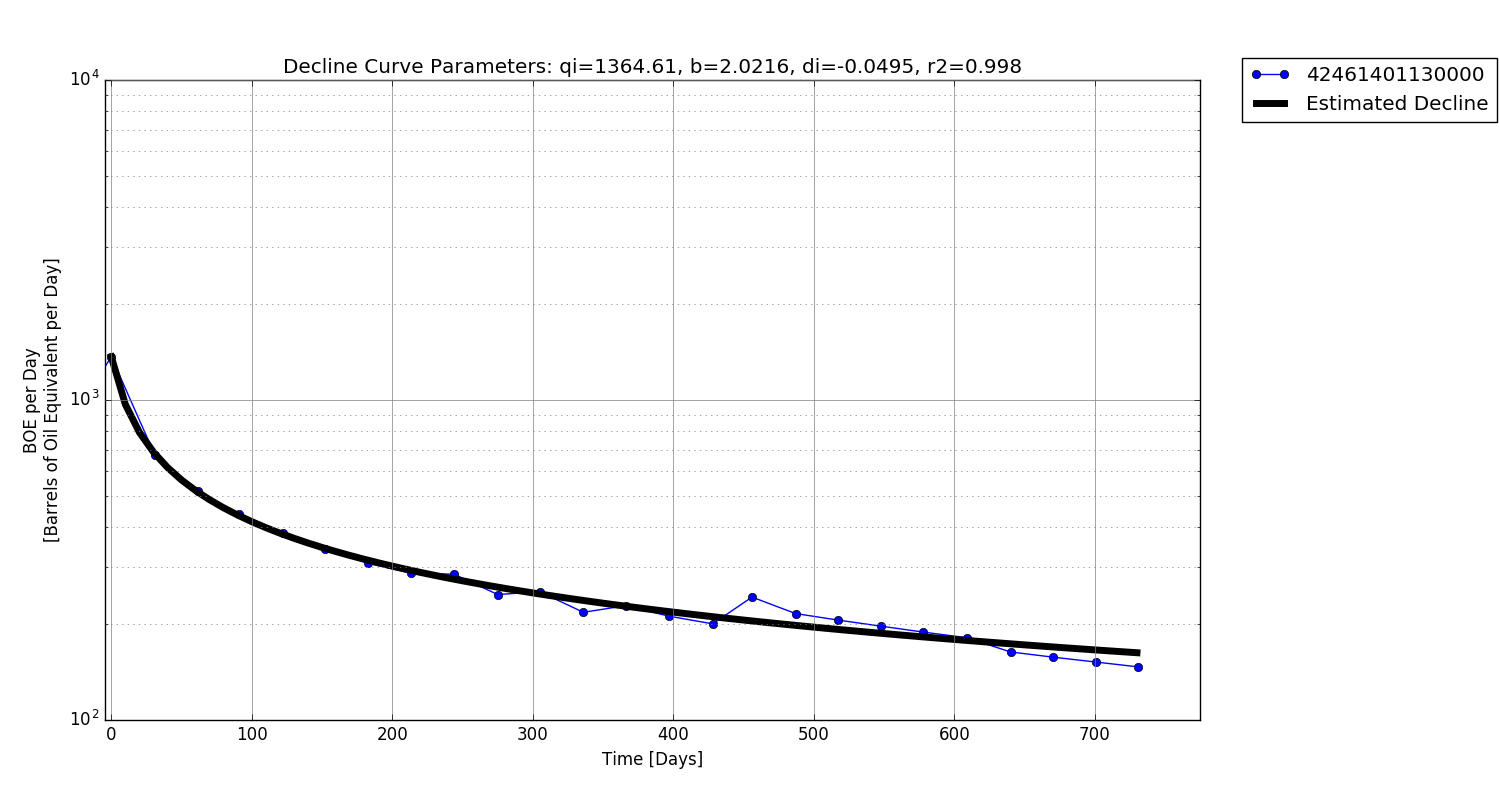 Decline Curve Parameters: qi=1364.61, b=2.0216, di=-0.0495, r2=0.998
42461401130000
Estimated Decline
10^4
10^3
10^2
BOE per Day
[Barrels of Oil Equivalent per Day]
0 100 200 300 400 500 600 700
Time [Days]